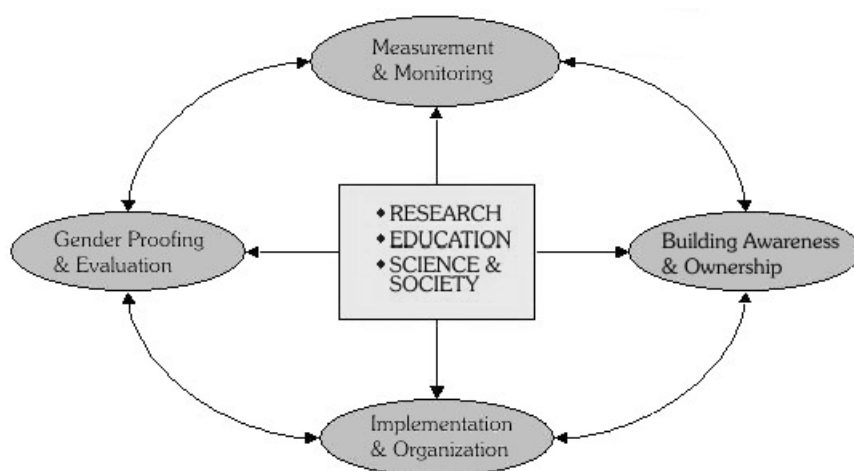 Measurement
& Monitoring
◆ RESEARCH
◆ EDUCATION
◆ SCIENCE &
SOCIETY
Gender Proofing
& Evaluation
Building Awareness
& Ownership
Implementation
& Organization